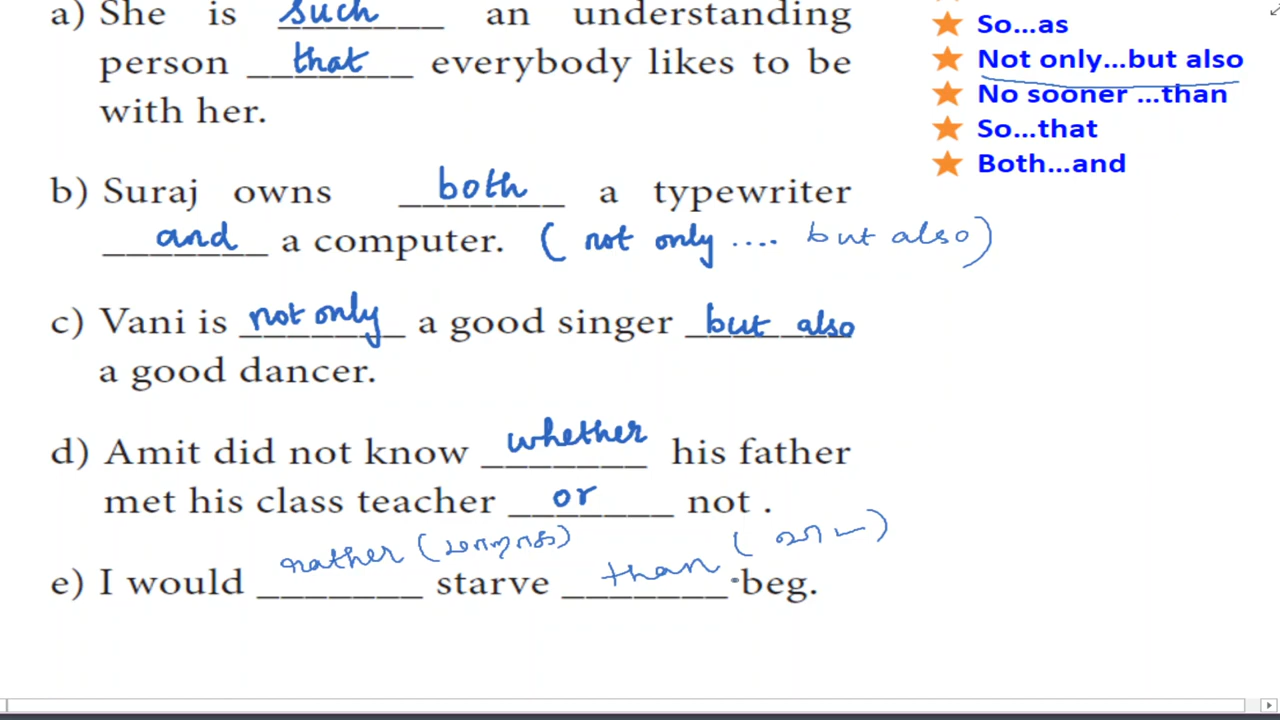 a) She is such an understanding
person that everybody likes to be
with her.
b) Suraj owns both a typewriter
and a computer. ( not only .... but also )
c) Vani is not only a good singer but also
a good dancer.
d) Amit did not know whether his father
met his class teacher or not .
e) I would rather starve than beg.
So...as
Not only...but also
No sooner ...than
So...that
Both...and